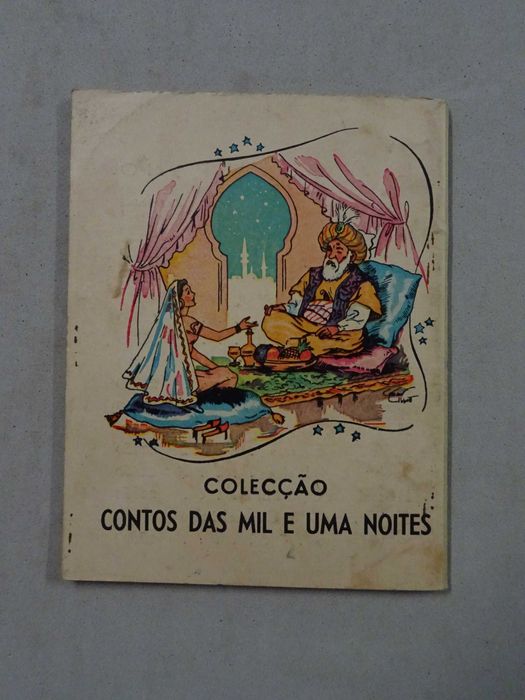 COLECÇÃO
CONTOS DAS MIL E UMA NOITES